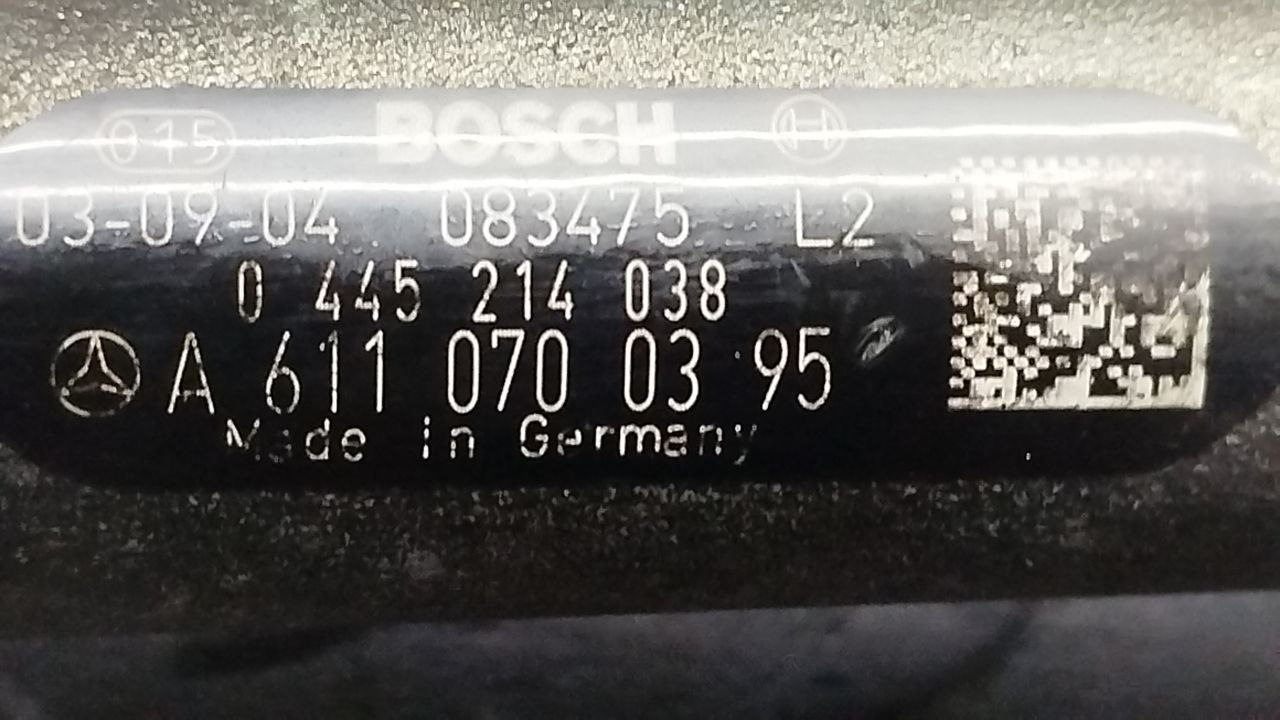 015 BOSCH
03-09-04 083475 L2
0 445 214 038
A 611 070 03 95
Made in Germany